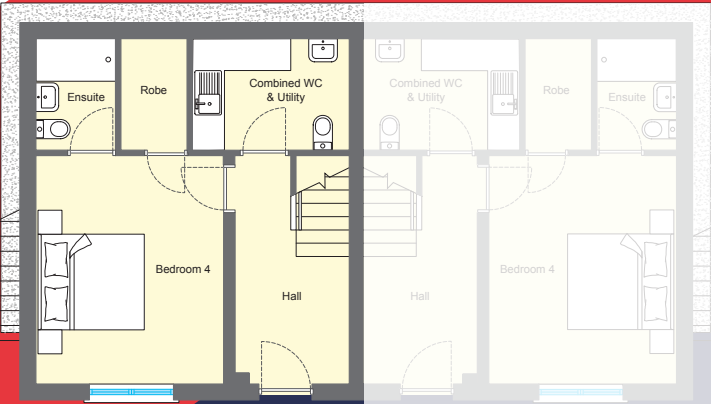 Ensuite
Robe
Combined WC
& Utility
Combined WC
& Utility
Robe
Ensuite
Bedroom 4
Hall
Hall
Bedroom 4